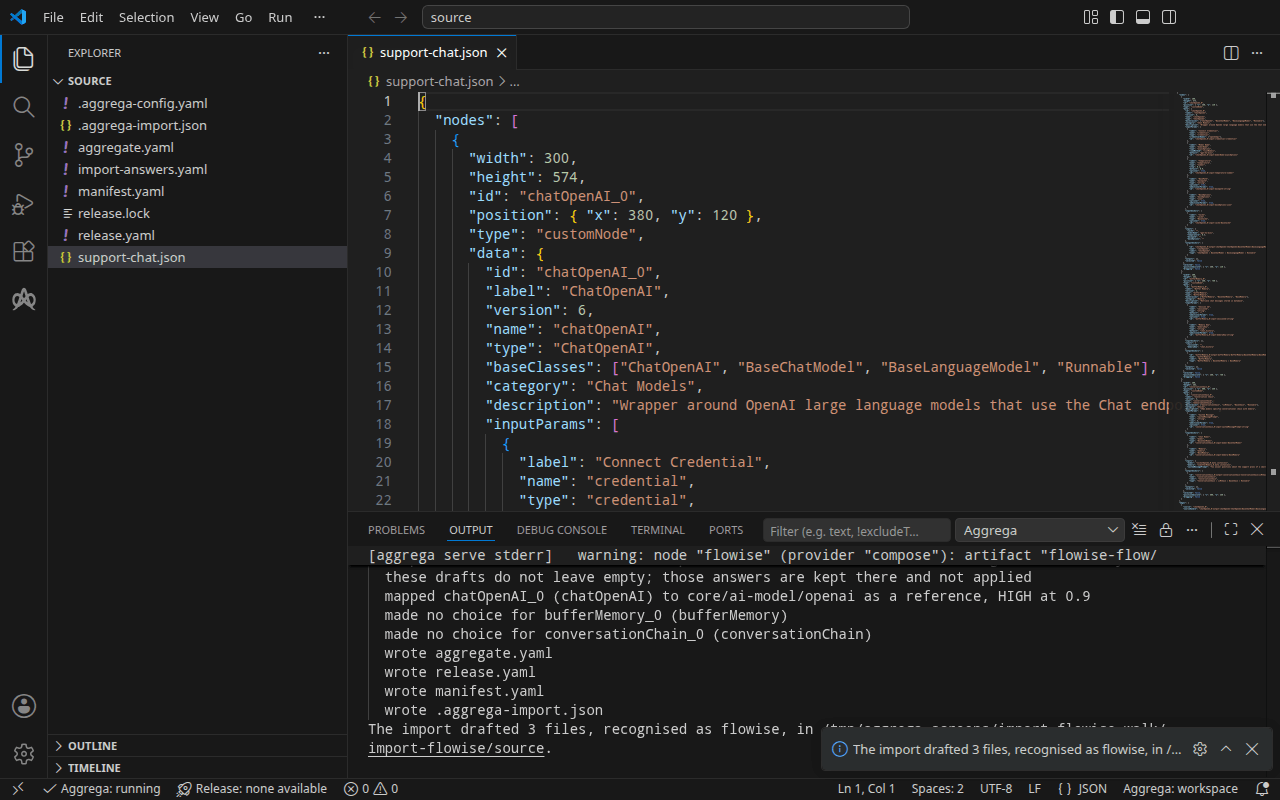 File Edit Selection View Go Run ···
source
EXPLORER ···
SOURCE
.aggrega-config.yaml
.aggrega-import.json
aggregate.yaml
import-answers.yaml
manifest.yaml
release.lock
release.yaml
support-chat.json
OUTLINE
TIMELINE
support-chat.json
support-chat.json > ...
1 {
2 "nodes": [
3 {
4 "width": 300,
5 "height": 574,
6 "id": "chatOpenAI_0",
7 "position": { "x": 380, "y": 120 },
8 "type": "customNode",
9 "data": {
10 "id": "chatOpenAI_0",
11 "label": "ChatOpenAI",
12 "version": 6,
13 "name": "chatOpenAI",
14 "type": "ChatOpenAI",
15 "baseClasses": ["ChatOpenAI", "BaseChatModel", "BaseLanguageModel", "Runnable"],
16 "category": "Chat Models",
17 "description": "Wrapper around OpenAI large language models that use the Chat endp
18 "inputParams": [
19 {
20 "label": "Connect Credential",
21 "name": "credential",
22 "type": "credential",
PROBLEMS OUTPUT DEBUG CONSOLE TERMINAL PORTS
Filter (e.g. text, !excludeT...
Aggrega
[aggrega serve stderr] warning: node "flowise" (provider "compose"): artifact "flowise-flow/
these drafts do not leave empty; those answers are kept there and not applied
mapped chatOpenAI_0 (chatOpenAI) to core/ai-model/openai as a reference, HIGH at 0.9
made no choice for bufferMemory_0 (bufferMemory)
made no choice for conversationChain_0 (conversationChain)
wrote aggregate.yaml
wrote release.yaml
wrote manifest.yaml
wrote .aggrega-import.json
The import drafted 3 files, recognised as flowise, in /tmp/aggrega-screens/import-flowise-walk/
import-flowise/source.
The import drafted 3 files, recognised as flowise, in /...
Aggrega: running Release: none available 0 0 Ln 1, Col 1 Spaces: 2 UTF-8 LF { } JSON Aggrega: workspace